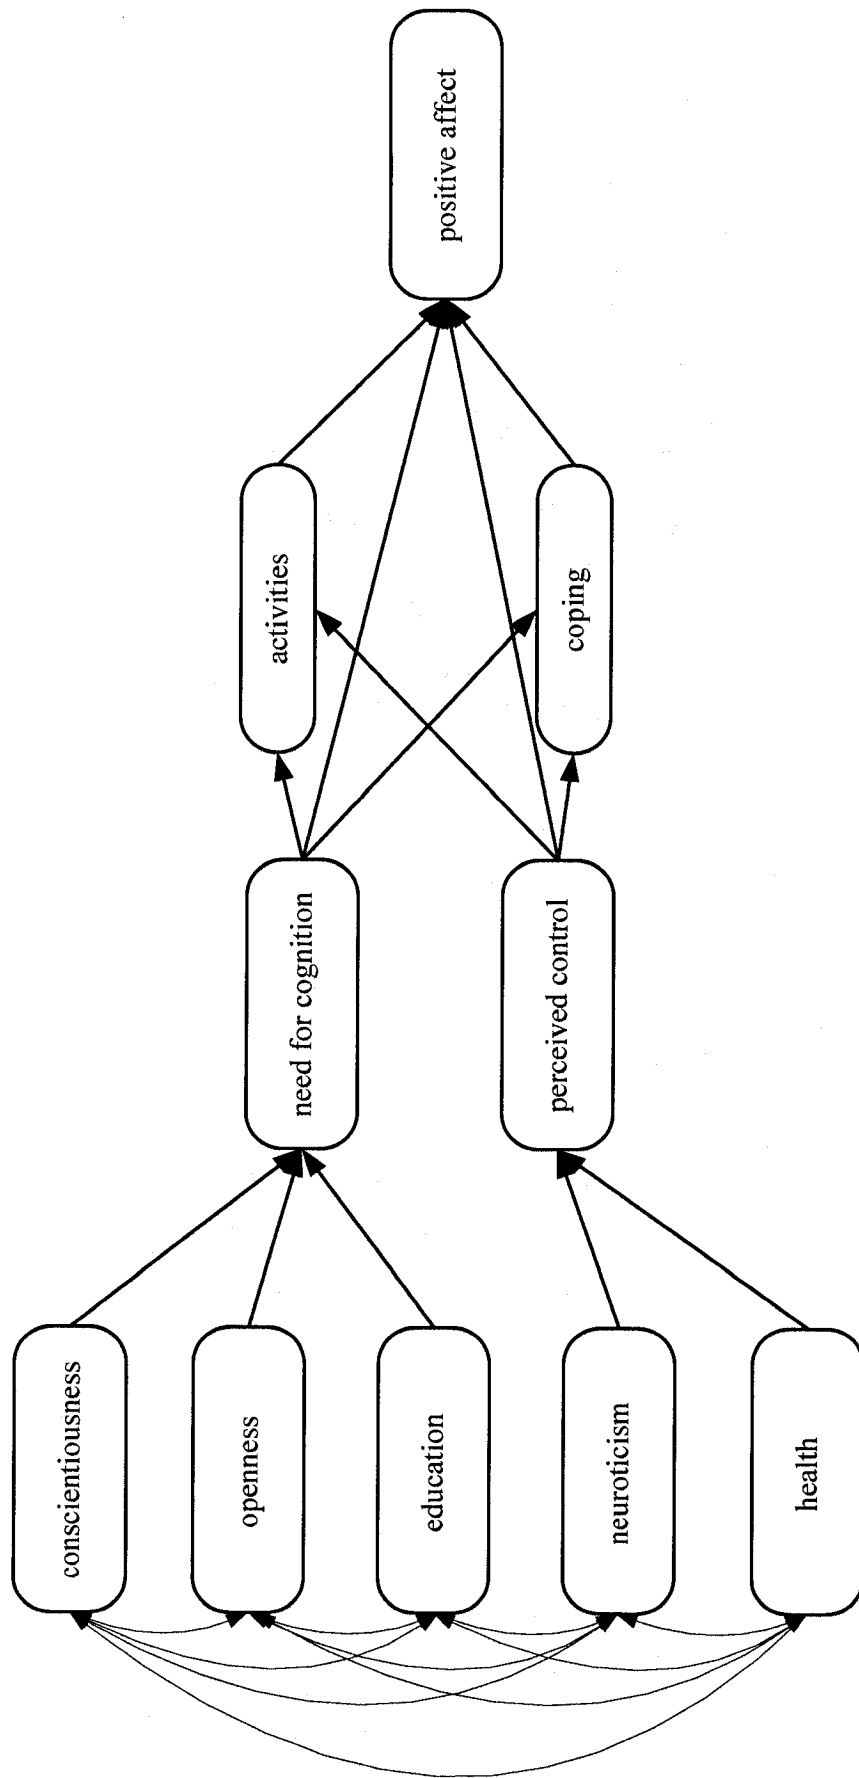 conscientiousness
openness
education
neuroticism
health
need for cognition
perceived control
activities
coping
positive affect